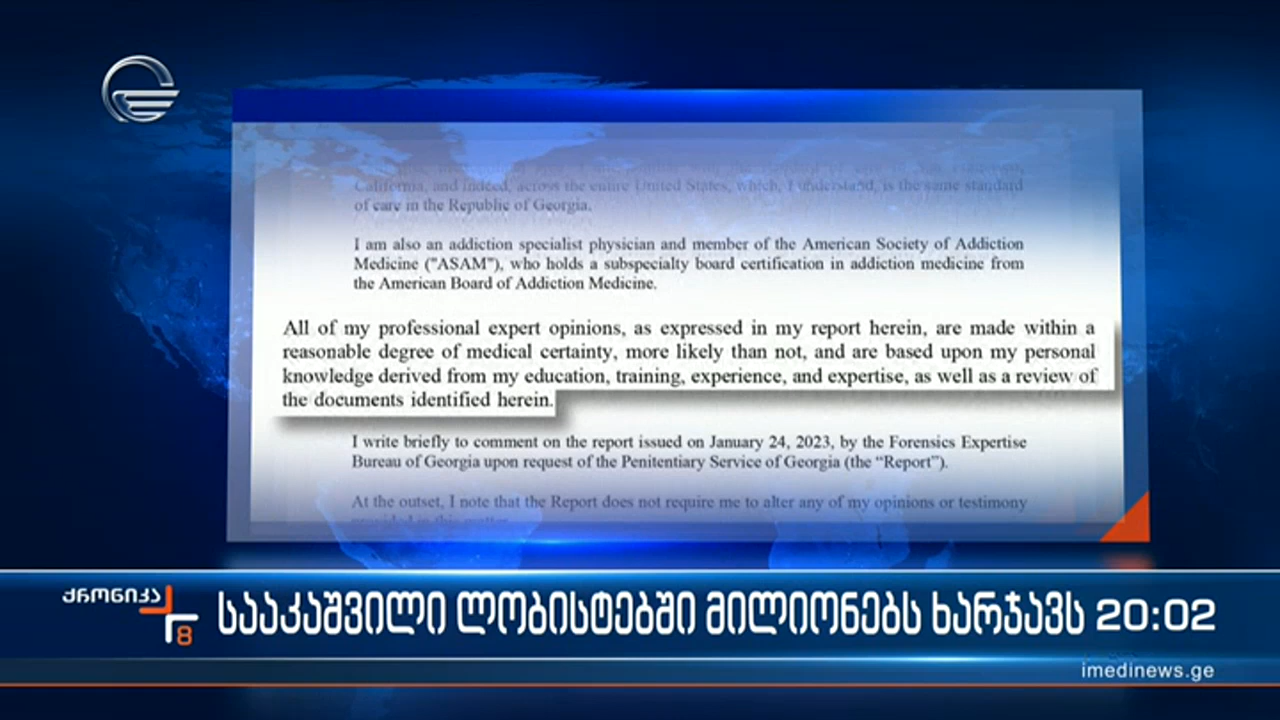 California, and indeed, across the entire United States, which, I understand, is the same standard
of care in the Republic of Georgia.
I am also an addiction specialist physician and member of the American Society of Addiction
Medicine ("ASAM"), who holds a subspecialty board certification in addiction medicine from
the American Board of Addiction Medicine.
All of my professional expert opinions, as expressed in my report herein, are made within a
reasonable degree of medical certainty, more likely than not, and are based upon my personal
knowledge derived from my education, training, experience, and expertise, as well as a review of
the documents identified herein.
I write briefly to comment on the report issued on January 24, 2023, by the Forensics Expertise
Bureau of Georgia upon request of the Penitentiary Service of Georgia (the “Report”).
At the outset, I note that the Report does not require me to alter any of my opinions or testimony
ქრონიკა
8
სააკაშვილი ლობისტებში მილიონებს ხარჯავს 20:02
imedinews.ge